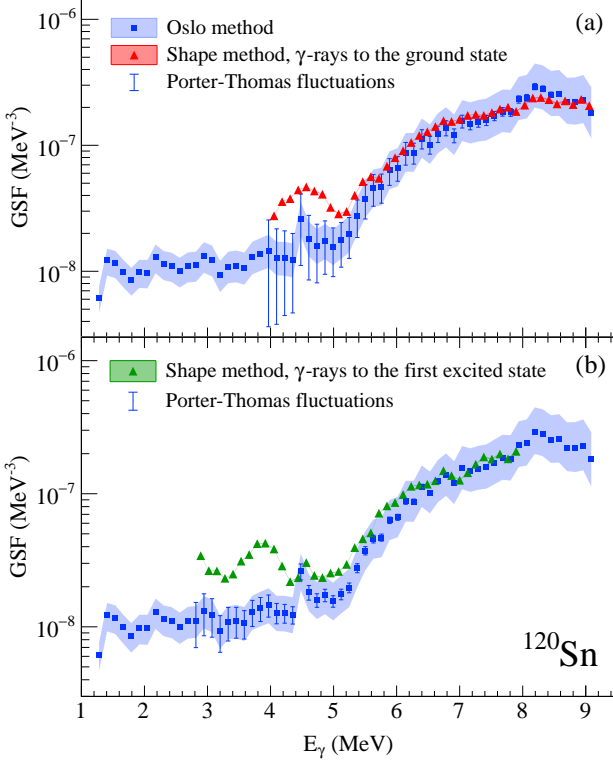 (a)
Oslo method
Shape method, γ-rays to the ground state
Porter-Thomas fluctuations
10⁻⁶
10⁻⁷
10⁻⁸
GSF (MeV⁻³)
(b)
Shape method, γ-rays to the first excited state
Porter-Thomas fluctuations
10⁻⁶
10⁻⁷
10⁻⁸
GSF (MeV⁻³)
¹²⁰Sn
1 2 3 4 5 6 7 8 9
E_γ (MeV)